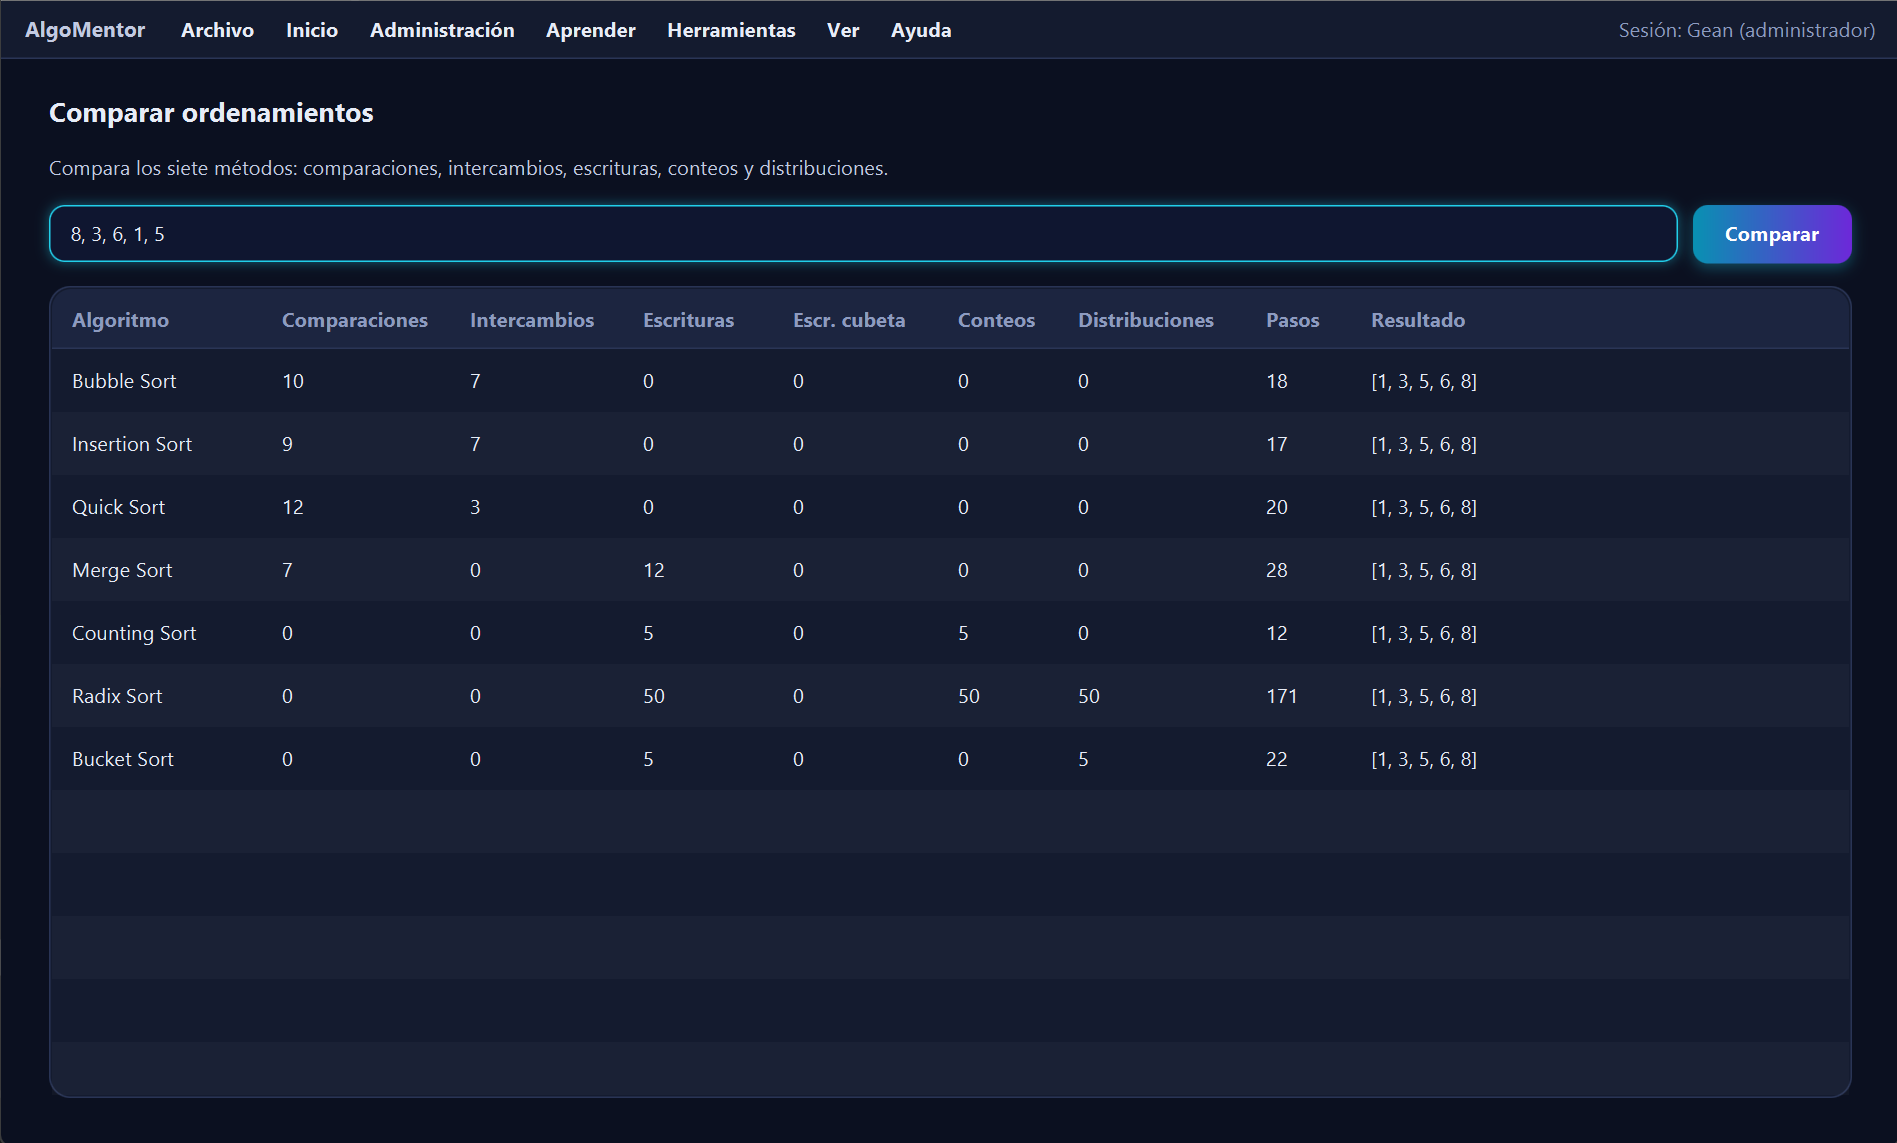 AlgoMentor Archivo Inicio Administración Aprender Herramientas Ver Ayuda Sesión: Gean (administrador)
Comparar ordenamientos
Compara los siete métodos: comparaciones, intercambios, escrituras, conteos y distribuciones.
8, 3, 6, 1, 5 Comparar
Algoritmo Comparaciones Intercambios Escrituras Escr. cubeta Conteos Distribuciones Pasos Resultado
Bubble Sort 10 7 0 0 0 0 18 [1, 3, 5, 6, 8]
Insertion Sort 9 7 0 0 0 0 17 [1, 3, 5, 6, 8]
Quick Sort 12 3 0 0 0 0 20 [1, 3, 5, 6, 8]
Merge Sort 7 0 12 0 0 0 28 [1, 3, 5, 6, 8]
Counting Sort 0 0 5 0 5 0 12 [1, 3, 5, 6, 8]
Radix Sort 0 0 50 0 50 50 171 [1, 3, 5, 6, 8]
Bucket Sort 0 0 5 0 0 5 22 [1, 3, 5, 6, 8]